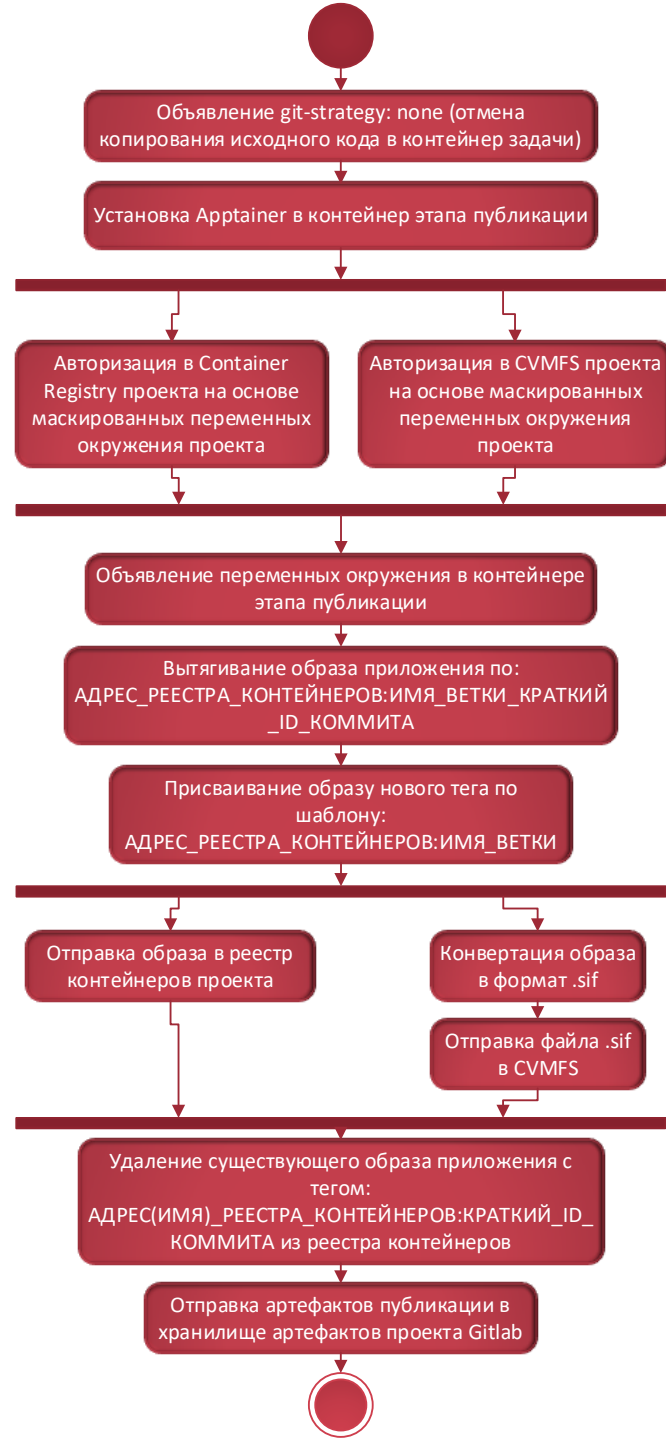 Объявление git-strategy: none (отмена
копирования исходного кода в контейнер задачи)
Установка Apptainer в контейнер этапа публикации
Авторизация в Container
Registry проекта на основе
маскированных переменных
окружения проекта
Авторизация в CVMFS проекта
на основе маскированных
переменных окружения
проекта
Объявление переменных окружения в контейнере
этапа публикации
Вытягивание образа приложения по:
АДРЕС_РЕЕСТРА_КОНТЕЙНЕРОВ:ИМЯ_ВЕТКИ_КРАТКИЙ
_ID_КОММИТА
Присваивание образу нового тега по
шаблону:
АДРЕС_РЕЕСТРА_КОНТЕЙНЕРОВ:ИМЯ_ВЕТКИ
Отправка образа в реестр
контейнеров проекта
Конвертация образа
в формат .sif
Отправка файла .sif
в CVMFS
Удаление существующего образа приложения с
тегом:
АДРЕС(ИМЯ)_РЕЕСТРА_КОНТЕЙНЕРОВ:КРАТКИЙ_ID_
КОММИТА из реестра контейнеров
Отправка артефактов публикации в
хранилище артефактов проекта Gitlab